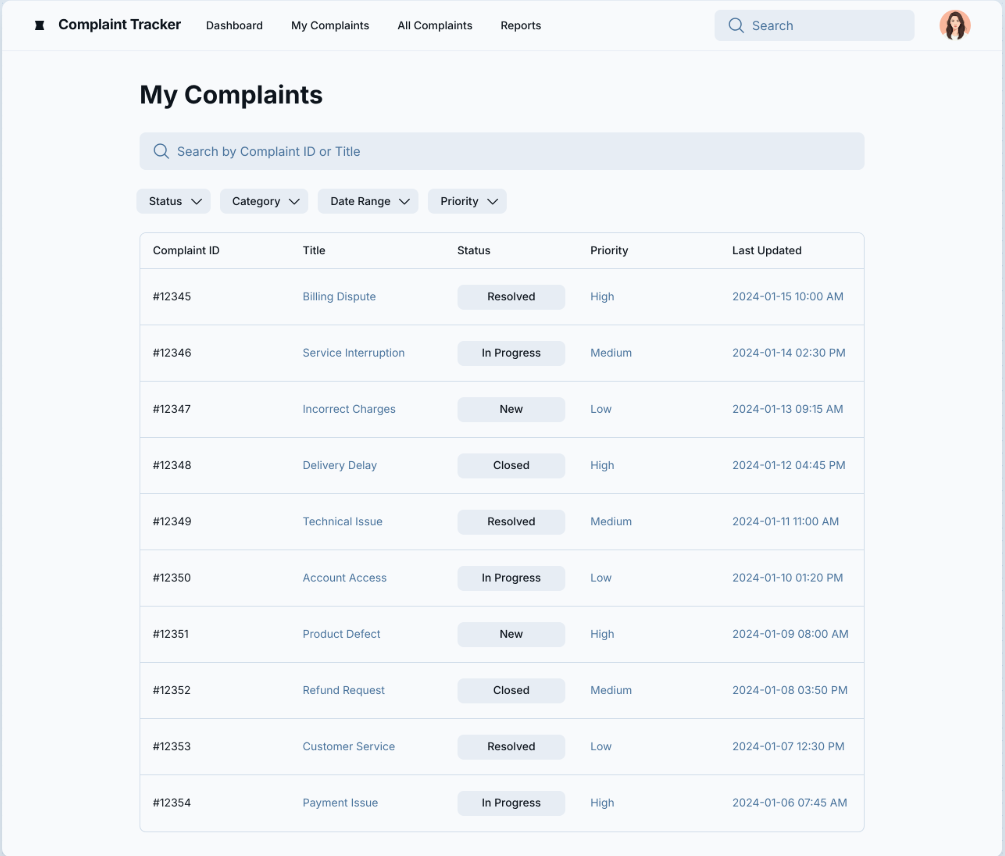 Complaint Tracker Dashboard My Complaints All Complaints Reports Search
My Complaints
Search by Complaint ID or Title
Status Category Date Range Priority
Complaint ID Title Status Priority Last Updated
#12345 Billing Dispute Resolved High 2024-01-15 10:00 AM
#12346 Service Interruption In Progress Medium 2024-01-14 02:30 PM
#12347 Incorrect Charges New Low 2024-01-13 09:15 AM
#12348 Delivery Delay Closed High 2024-01-12 04:45 PM
#12349 Technical Issue Resolved Medium 2024-01-11 11:00 AM
#12350 Account Access In Progress Low 2024-01-10 01:20 PM
#12351 Product Defect New High 2024-01-09 08:00 AM
#12352 Refund Request Closed Medium 2024-01-08 03:50 PM
#12353 Customer Service Resolved Low 2024-01-07 12:30 PM
#12354 Payment Issue In Progress High 2024-01-06 07:45 AM